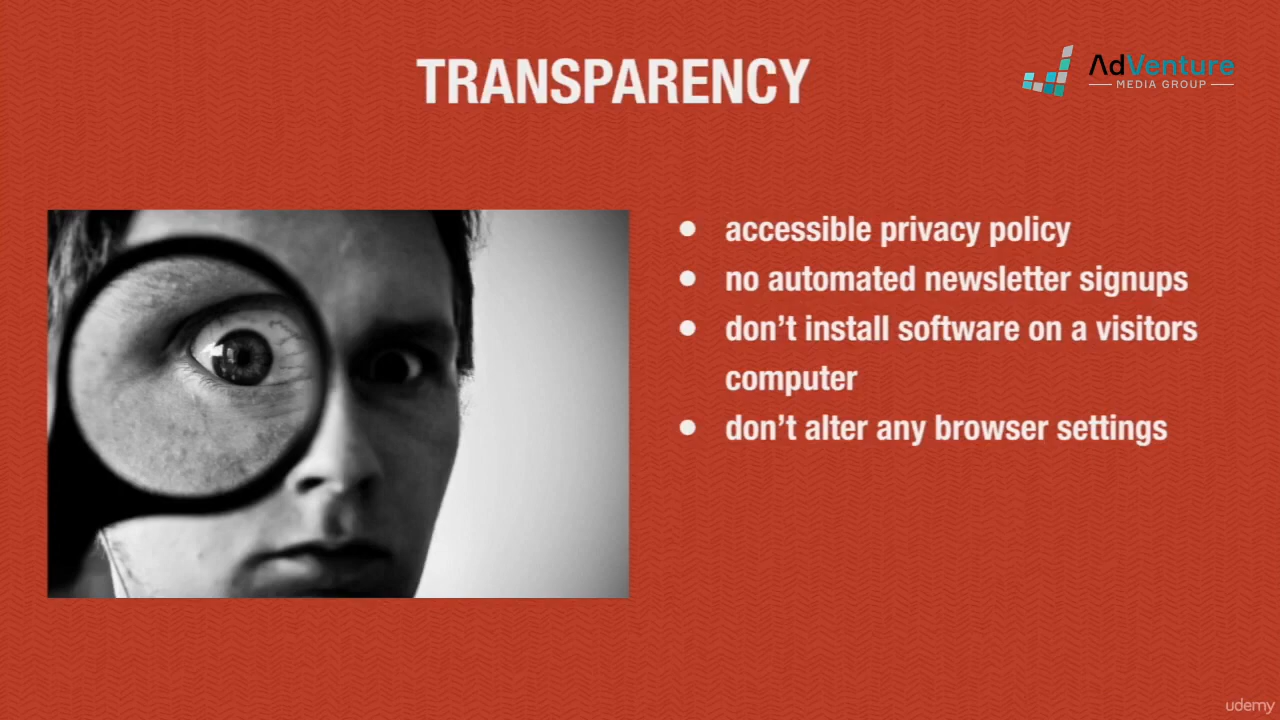 TRANSPARENCY
AdVenture
MEDIA GROUP
accessible privacy policy
no automated newsletter signups
don’t install software on a visitors
computer
don’t alter any browser settings
udemy